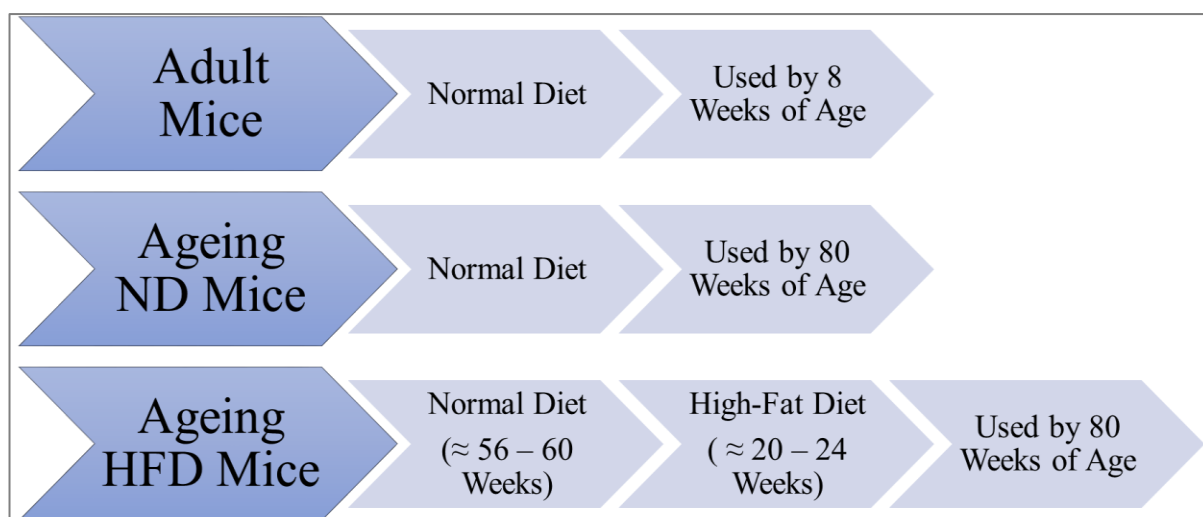 Adult
Mice
Normal Diet
Used by 8
Weeks of Age
Ageing
ND Mice
Normal Diet
Used by 80
Weeks of Age
Ageing
HFD Mice
Normal Diet
(≈ 56 – 60
Weeks)
High-Fat Diet
( ≈ 20 – 24
Weeks)
Used by 80
Weeks of Age